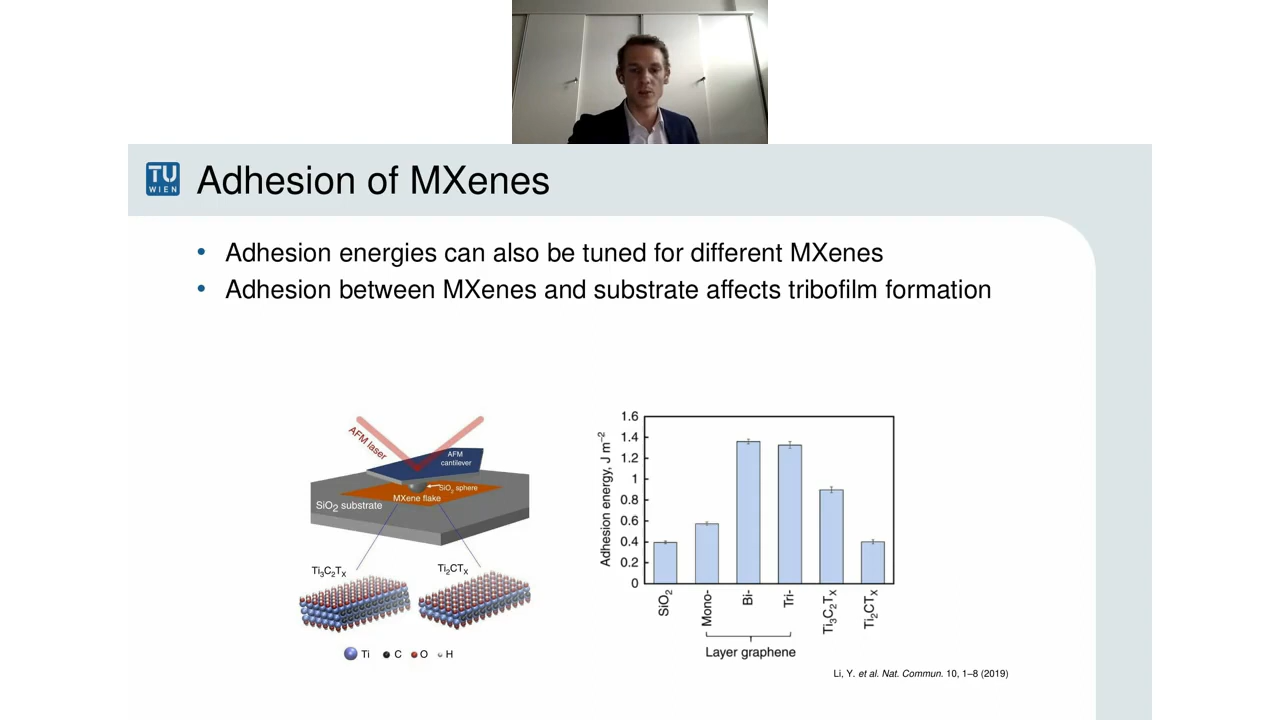 TU
WIEN
Adhesion of MXenes
• Adhesion energies can also be tuned for different MXenes
• Adhesion between MXenes and substrate affects tribofilm formation
AFM laser
AFM
cantilever
SiO2 sphere
MXene flake
SiO2 substrate
Ti3C2Tx
Ti2CTx
Ti C O H
Adhesion energy, J m−2
1.6
1.4
1.2
1
0.8
0.6
0.4
0.2
0
SiO2
Mono-
Bi-
Tri-
Ti3C2Tx
Ti2CTx
Layer graphene
Li, Y. et al. Nat. Commun. 10, 1–8 (2019)